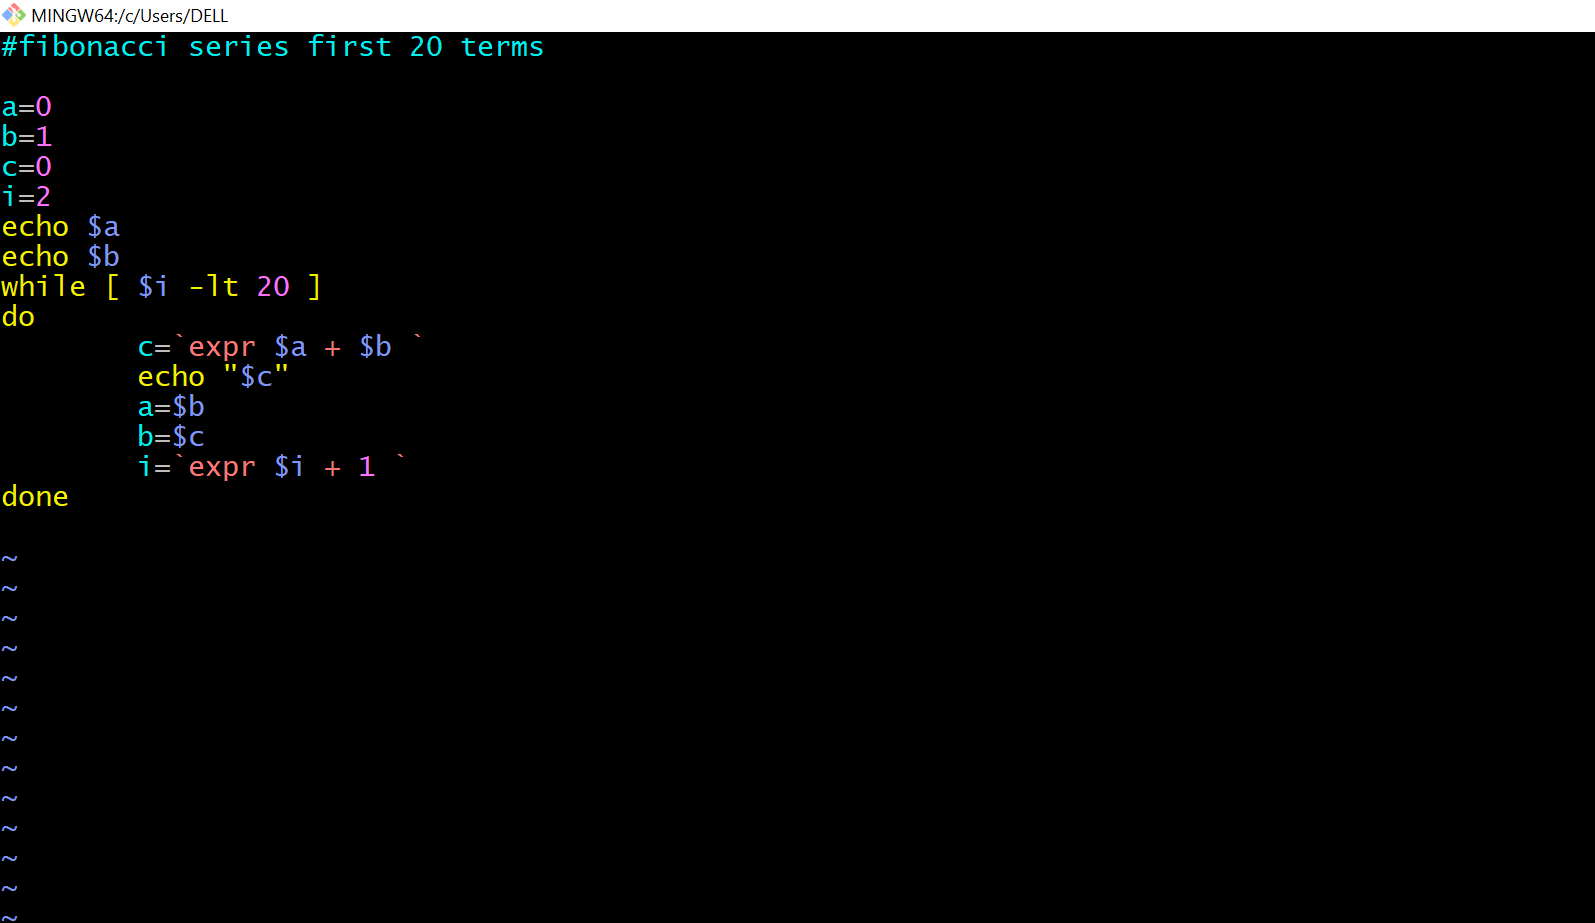 MINGW64:/c/Users/DELL
#fibonacci series first 20 terms
a=0
b=1
c=0
i=2
echo $a
echo $b
while [ $i -lt 20 ]
do
        c=`expr $a + $b `
        echo "$c"
        a=$b
        b=$c
        i=`expr $i + 1 `
done
~
~
~
~
~
~
~
~
~
~
~
~
~